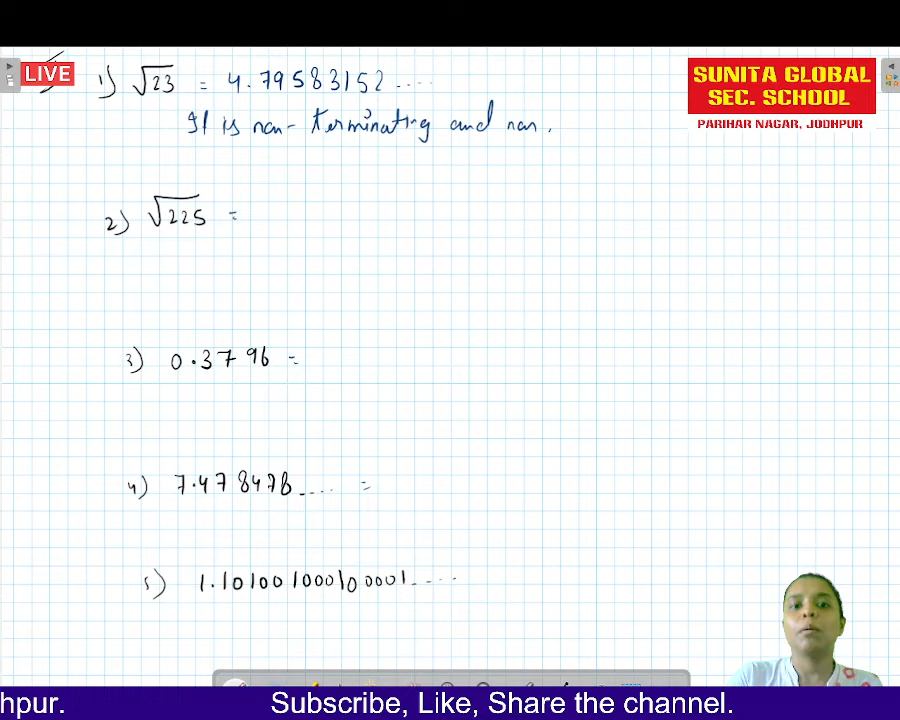 LIVE
1) √23 = 4.79583152....
It is non-terminating and non.
SUNITA GLOBAL
SEC. SCHOOL
PARIHAR NAGAR, JODHPUR
2) √225 =
3) 0.3796 =
4) 7.478478.... =
5) 1.101001000100001....
hpur. Subscribe, Like, Share the channel.